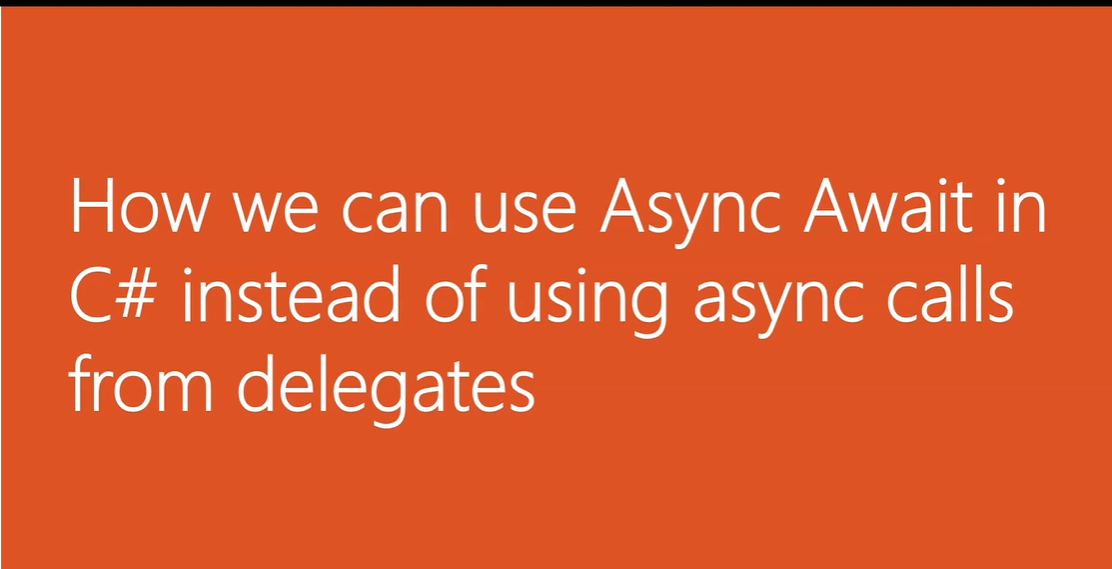 How we can use Async Await in
C# instead of using async calls
from delegates